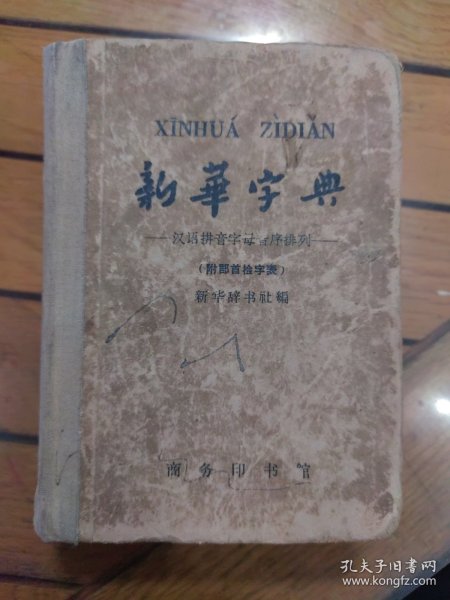 XĪNHUÁ ZÌDIǍN
新華字典
—汉语拼音字母音序排列—
(附部首检字表)
新华辞书社编
商务印书馆
孔夫子旧书网
www.kongfz.com